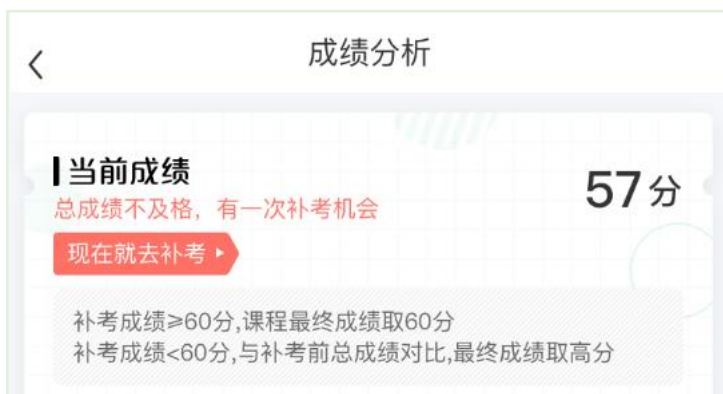 成绩分析
当前成绩
57分
总成绩不及格，有一次补考机会
现在就去补考
补考成绩≥60分,课程最终成绩取60分
补考成绩<60分,与补考前总成绩对比,最终成绩取高分